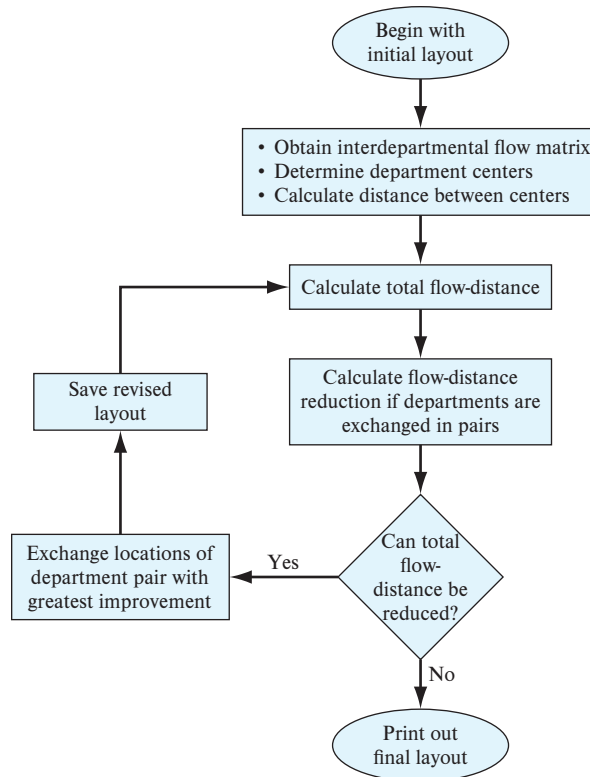 Begin with
initial layout
• Obtain interdepartmental flow matrix
• Determine department centers
• Calculate distance between centers
Calculate total flow-distance
Calculate flow-distance
reduction if departments are
exchanged in pairs
Save revised
layout
Can total
flow-
distance be
reduced?
Yes
Exchange locations of
department pair with
greatest improvement
No
Print out
final layout